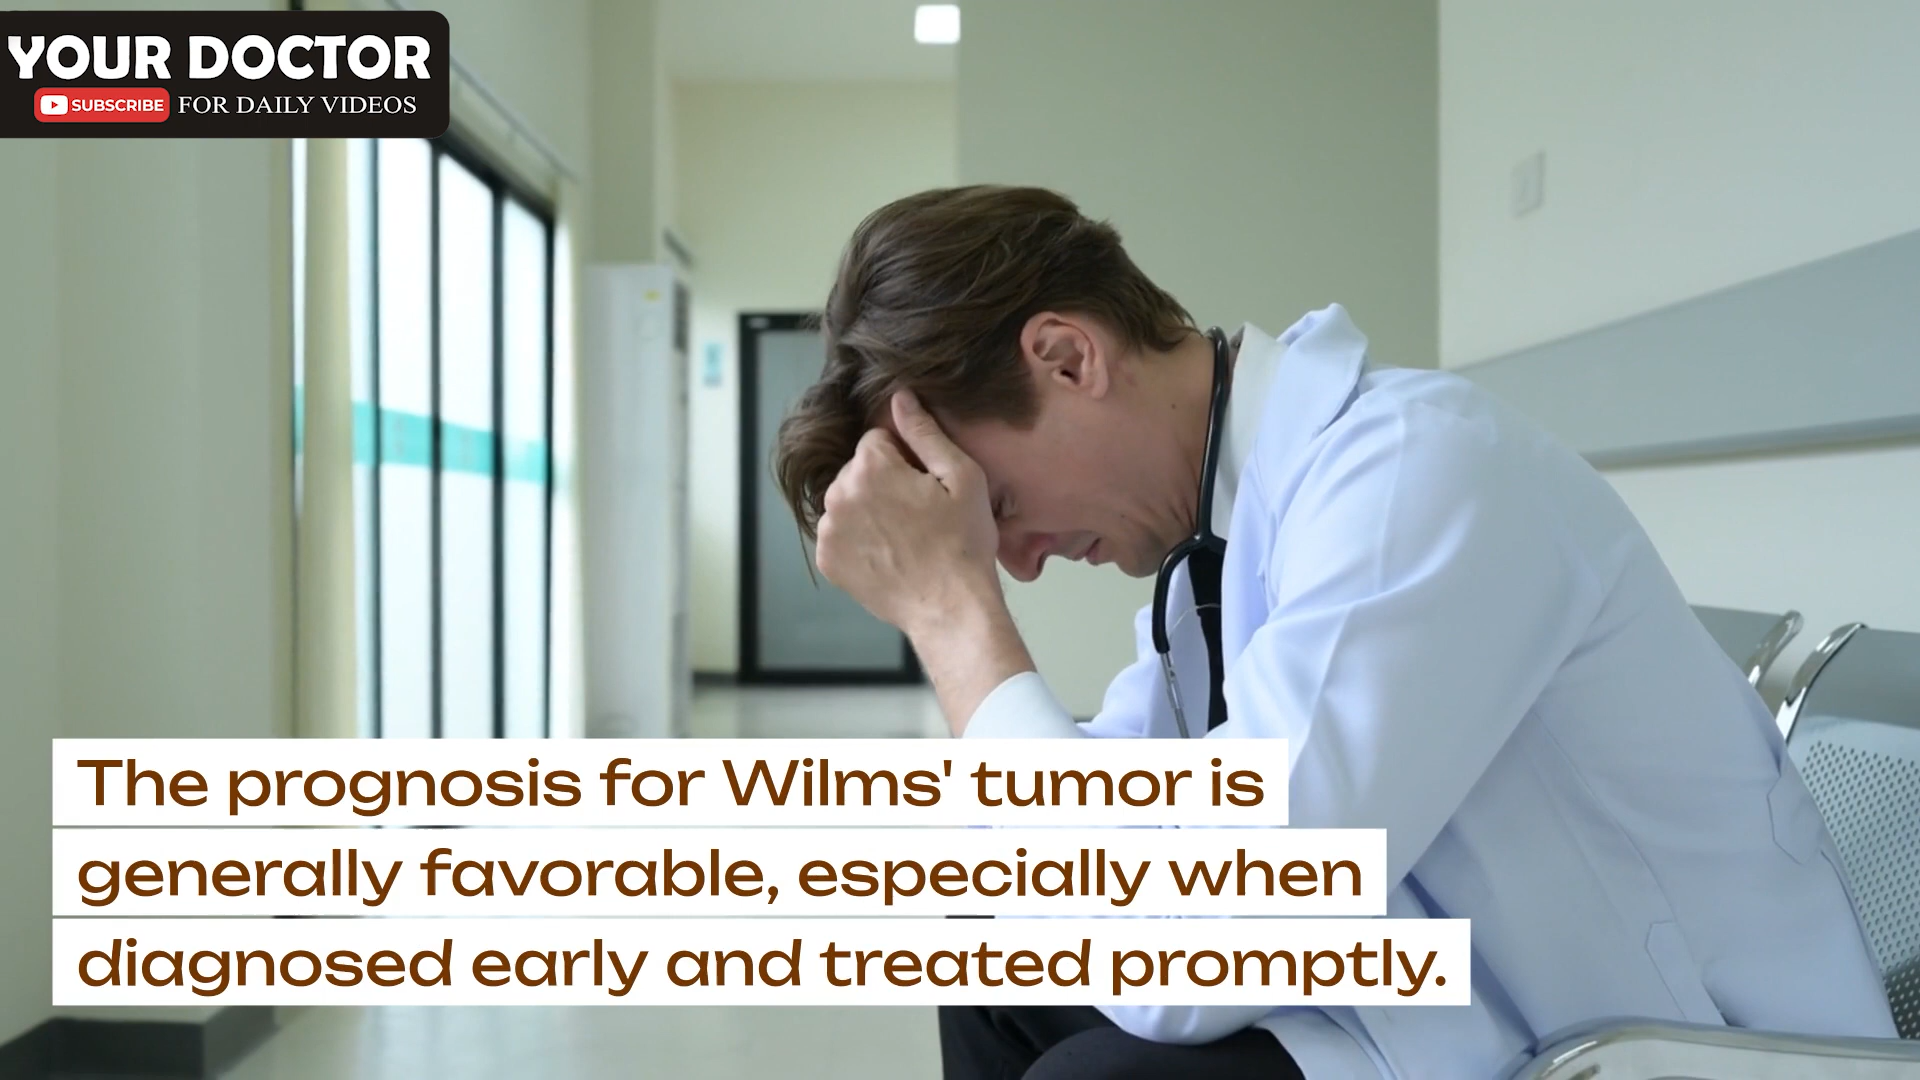 YOUR DOCTOR
SUBSCRIBE FOR DAILY VIDEOS
The prognosis for Wilms' tumor is
generally favorable, especially when
diagnosed early and treated promptly.